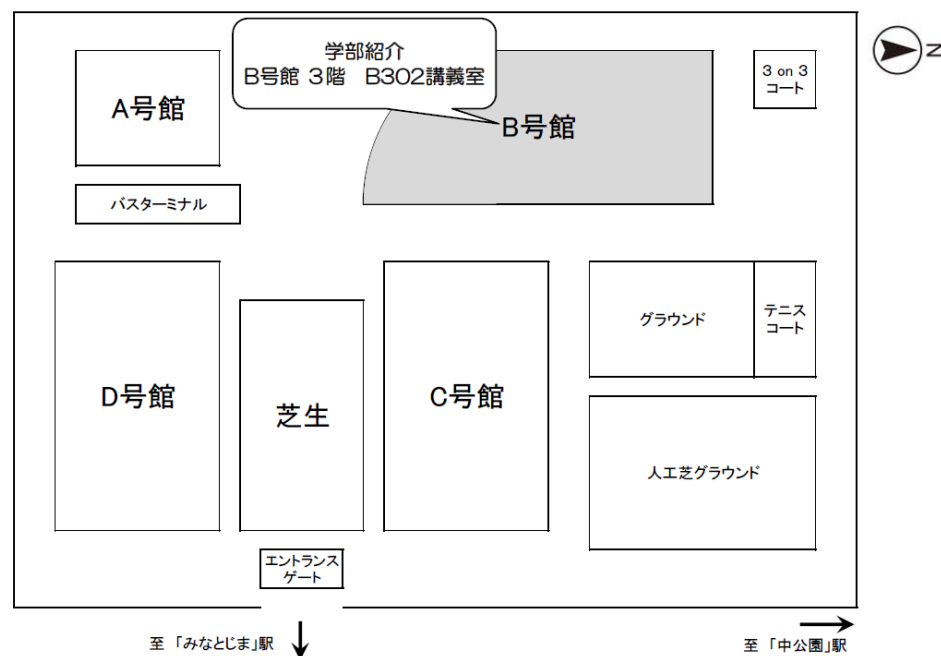 学部紹介
B号館 3階 B302講義室
A号館
B号館
3 on 3
コート
N
バスターミナル
D号館
芝生
C号館
グラウンド
テニス
コート
人工芝グラウンド
エントランス
ゲート
至 「みなとじま」駅
至 「中公園」駅